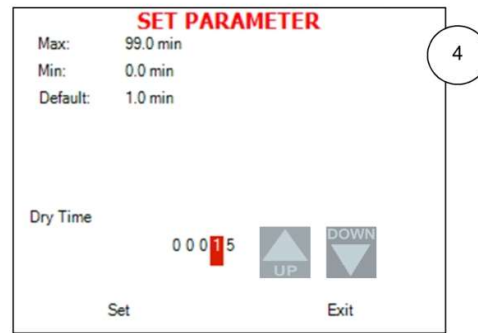 SET PARAMETER
Max: 99.0 min
Min: 0.0 min
Default: 1.0 min
4
Dry Time
0 0 0 1 5
UP
DOWN
Set Exit